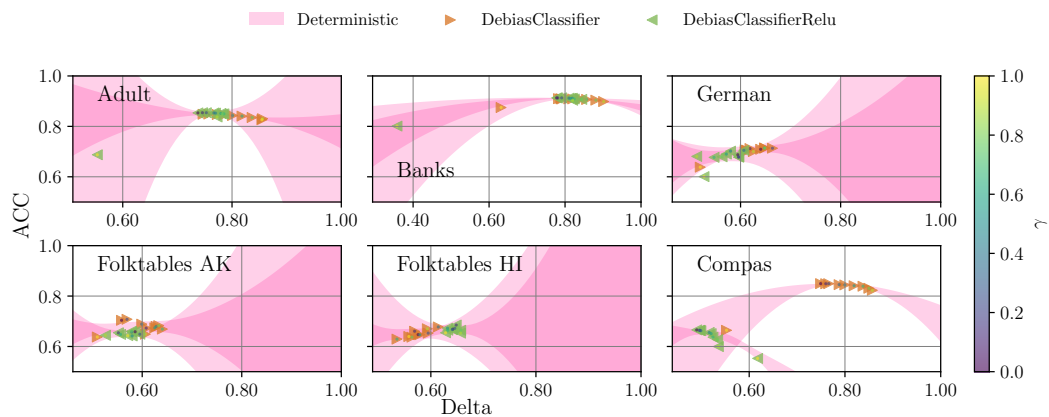 Deterministic DebiasClassifier DebiasClassifierRelu
1.0
0.8
0.6
ACC
Adult
0.60 0.80 1.00
Banks
0.40 0.60 0.80 1.00
German
0.60 0.80 1.00
1.0
0.8
0.6
Folktables AK
0.60 0.80 1.00
Folktables HI
0.60 0.80 1.00
Compas
0.60 0.80 1.00
Delta
1.0
0.8
0.6
0.4
0.2
0.0
γ